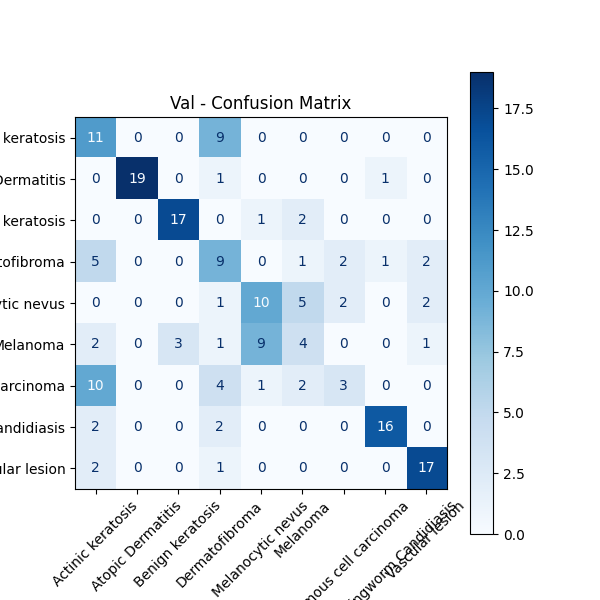 Val - Confusion Matrix
keratosis 11 0 0 9 0 0 0 0 0
Dermatitis 0 19 0 1 0 0 0 1 0
keratosis 0 0 17 0 1 2 0 0 0
tofibroma 5 0 0 9 0 1 2 1 2
ytic nevus 0 0 0 1 10 5 2 0 2
Melanoma 2 0 3 1 9 4 0 0 1
arcinoma 10 0 0 4 1 2 3 0 0
andidiasis 2 0 0 2 0 0 0 16 0
ular lesion 2 0 0 1 0 0 0 0 17
Actinic keratosis
Atopic Dermatitis
Benign keratosis
Dermatofibroma
Melanocytic nevus
Melanoma
mous cell carcinoma
ngworm Candidiasis
Vascular lesion
17.5
15.0
12.5
10.0
7.5
5.0
2.5
0.0